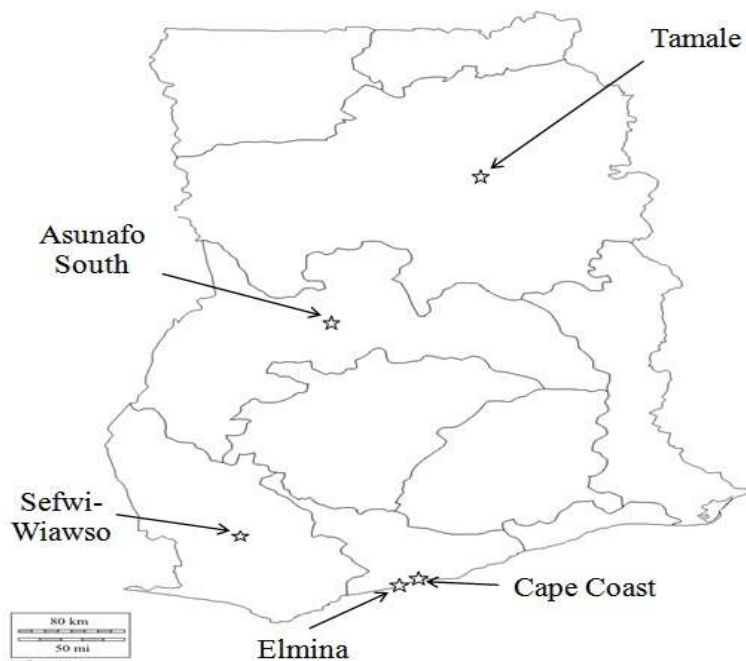 Tamale
Asunafo
South
Sefwi-
Wiawso
Cape Coast
Elmina
80 km
50 mi